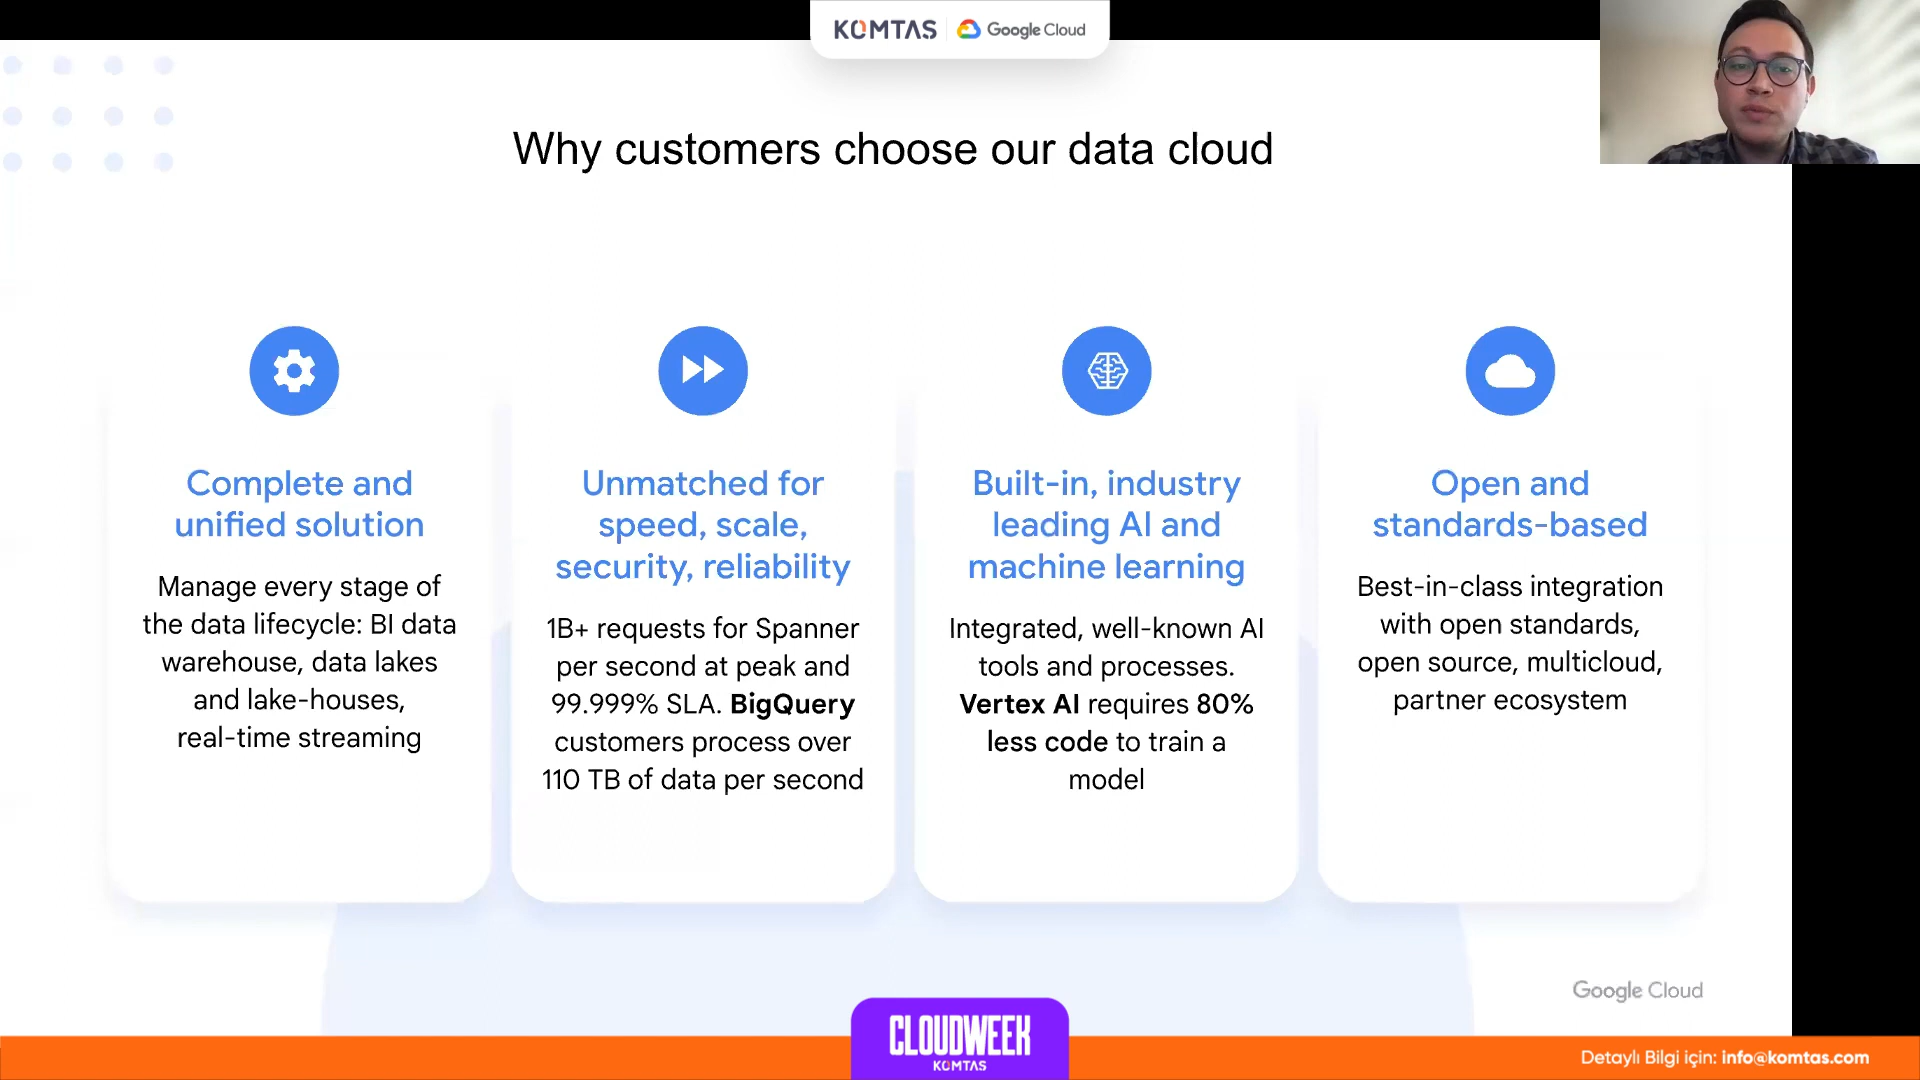 KOMTAS Google Cloud
Why customers choose our data cloud
Complete and
unified solution
Manage every stage of
the data lifecycle: BI data
warehouse, data lakes
and lake-houses,
real-time streaming
Unmatched for
speed, scale,
security, reliability
1B+ requests for Spanner
per second at peak and
99.999% SLA. BigQuery
customers process over
110 TB of data per second
Built-in, industry
leading AI and
machine learning
Integrated, well-known AI
tools and processes.
Vertex AI requires 80%
less code to train a
model
Open and
standards-based
Best-in-class integration
with open standards,
open source, multicloud,
partner ecosystem
Google Cloud
CLOUDWEEK
KOMTAS
Detaylı Bilgi için: info@komtas.com